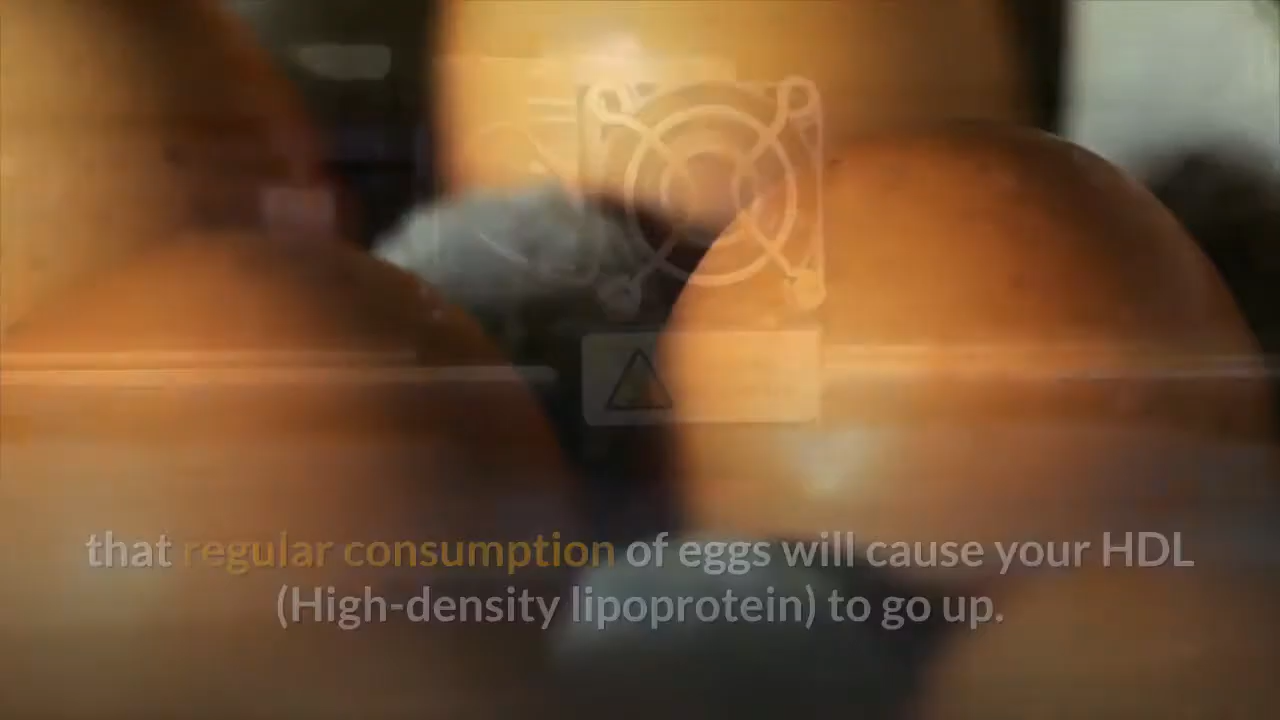 that regular consumption of eggs will cause your HDL
(High-density lipoprotein) to go up.